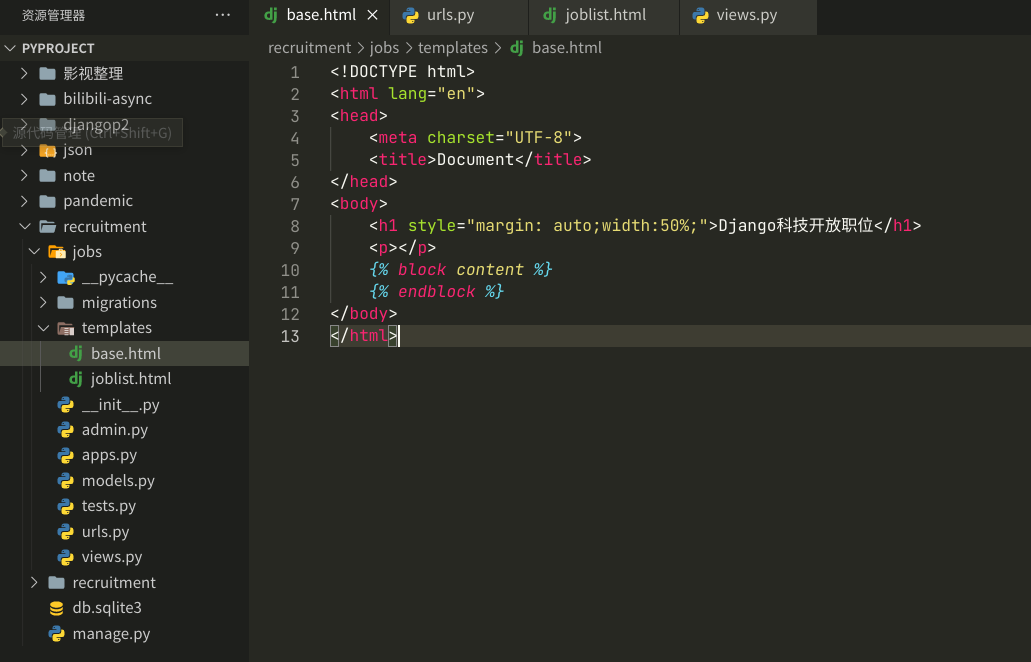 资源管理器 ···
base.html
urls.py
joblist.html
views.py
PYPROJECT
影视整理
bilibili-async
djangop2
源代码管理 (Ctrl+Shift+G)
json
note
pandemic
recruitment
jobs
__pycache__
migrations
templates
base.html
joblist.html
__init__.py
admin.py
apps.py
models.py
tests.py
urls.py
views.py
recruitment
db.sqlite3
manage.py
recruitment > jobs > templates > base.html
1 <!DOCTYPE html>
2 <html lang="en">
3 <head>
4     <meta charset="UTF-8">
5     <title>Document</title>
6 </head>
7 <body>
8     <h1 style="margin: auto;width:50%;">Django科技开放职位</h1>
9     <p></p>
10     {% block content %}
11     {% endblock %}
12 </body>
13 </html>